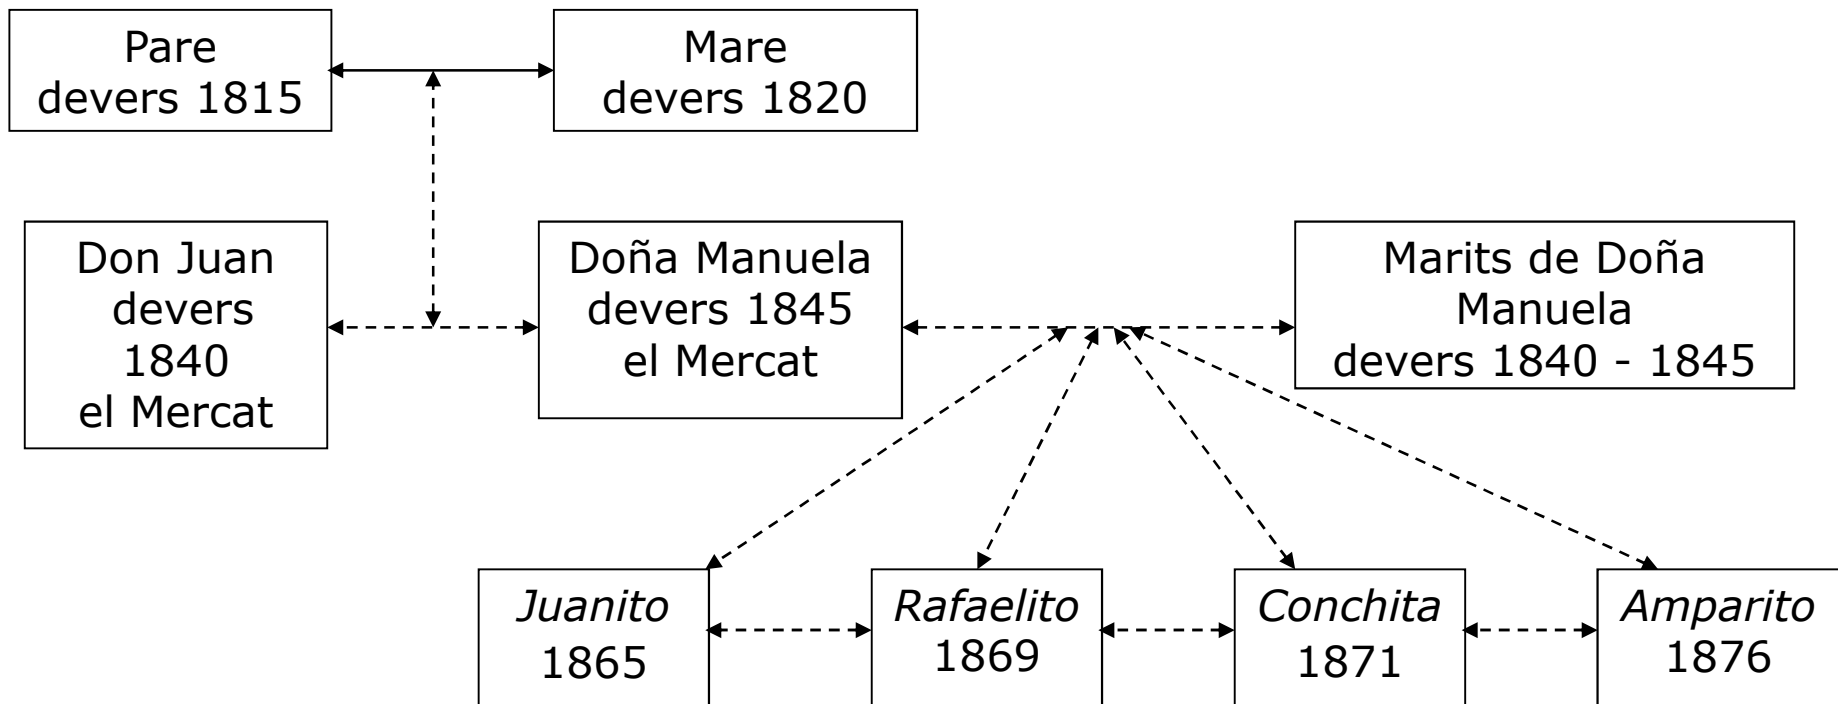 Pare
devers 1815
Mare
devers 1820
Don Juan
devers
1840
el Mercat
Doña Manuela
devers 1845
el Mercat
Marits de Doña
Manuela
devers 1840 - 1845
Juanito
1865
Rafaelito
1869
Conchita
1871
Amparito
1876